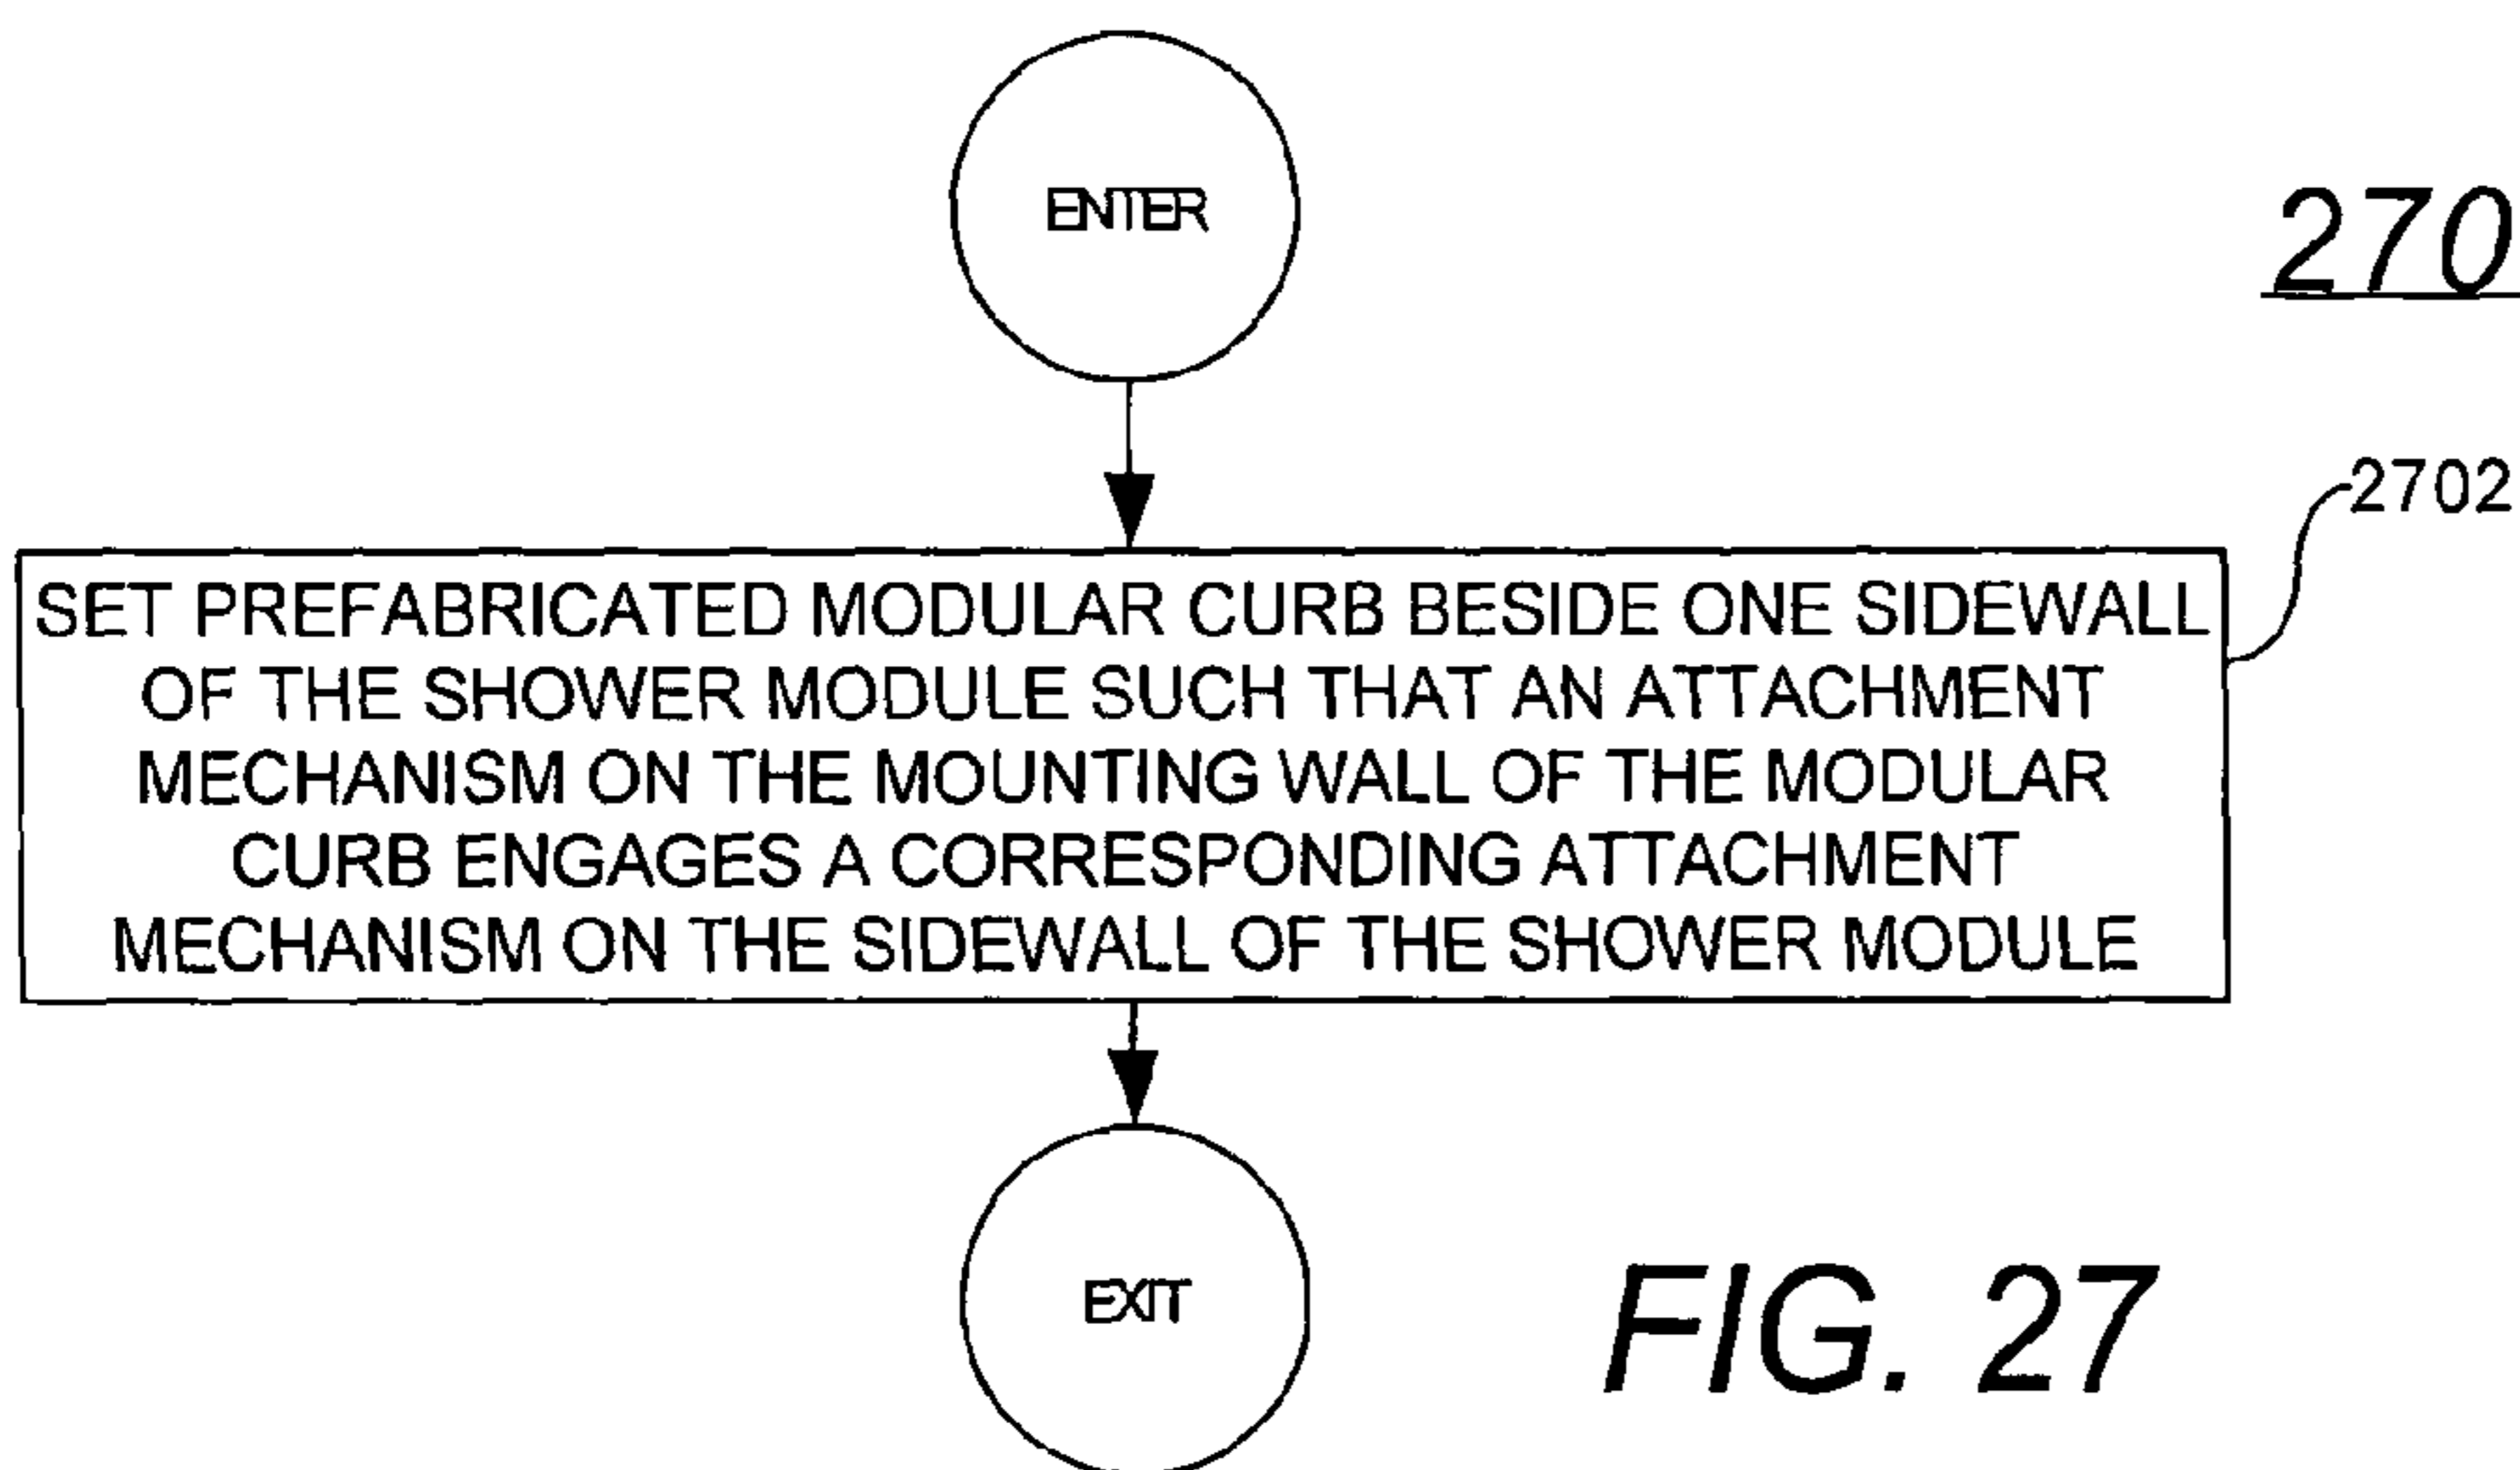 ENTER
270
2702
SET PREFABRICATED MODULAR CURB BESIDE ONE SIDEWALL
OF THE SHOWER MODULE SUCH THAT AN ATTACHMENT
MECHANISM ON THE MOUNTING WALL OF THE MODULAR
CURB ENGAGES A CORRESPONDING ATTACHMENT
MECHANISM ON THE SIDEWALL OF THE SHOWER MODULE
EXIT
FIG. 27